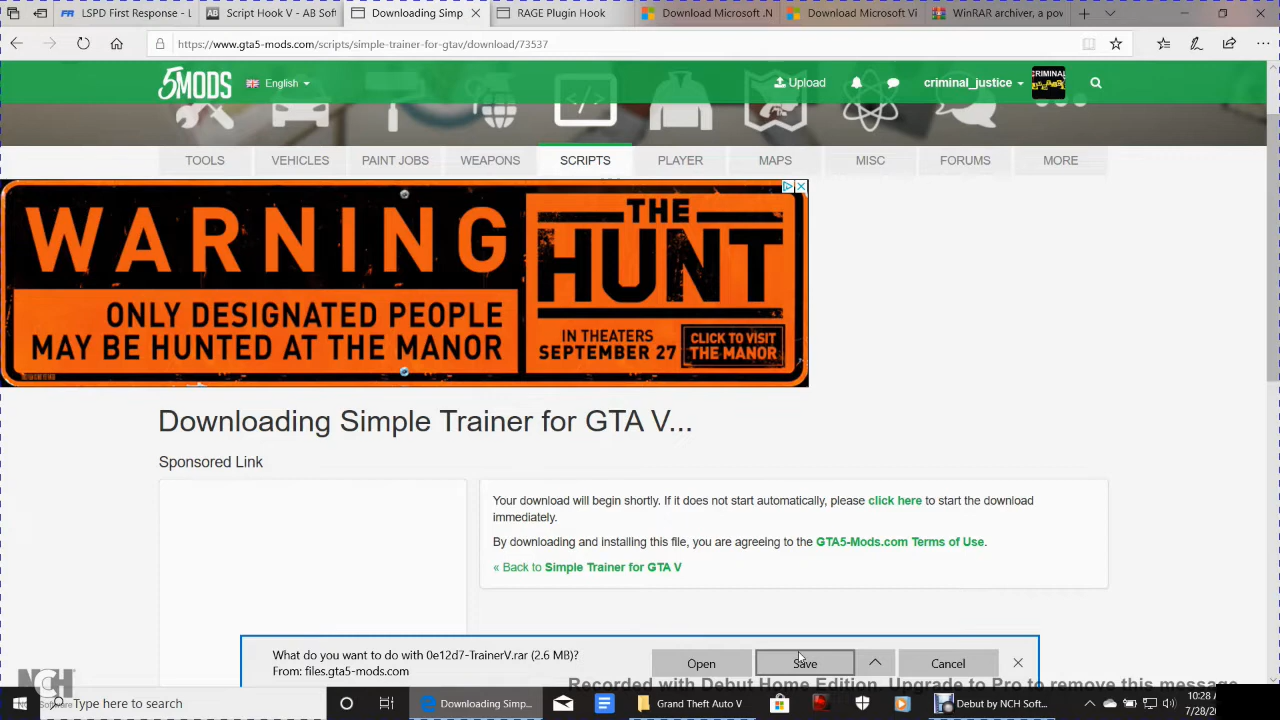 LSPD First Response - L
Script Hook V - AB Soft
Downloading Simp
RAGE Plugin Hook
Download Microsoft .N
Download Microsoft Vi
WinRAR archiver, a pov
https://www.gta5-mods.com/scripts/simple-trainer-for-gtav/download/73537
5MODS
English
Upload
criminal_justice
CRIMINAL
TOOLS
VEHICLES
PAINT JOBS
WEAPONS
SCRIPTS
PLAYER
MAPS
MISC
FORUMS
MORE
WARNING
ONLY DESIGNATED PEOPLE
MAY BE HUNTED AT THE MANOR
THE
HUNT
IN THEATERS
SEPTEMBER 27
CLICK TO VISIT
THE MANOR
Downloading Simple Trainer for GTA V...
Sponsored Link
Your download will begin shortly. If it does not start automatically, please click here to start the download
immediately.
By downloading and installing this file, you are agreeing to the GTA5-Mods.com Terms of Use.
« Back to Simple Trainer for GTA V
What do you want to do with 0e12d7-TrainerV.rar (2.6 MB)?
From: files.gta5-mods.com
Open
Save
Cancel
NCH
Software
Recorded with Debut Home Edition. Upgrade to Pro to remove this message
Type here to search
Downloading Simp...
Grand Theft Auto V
Debut by NCH Soft...
10:28
7/28/20